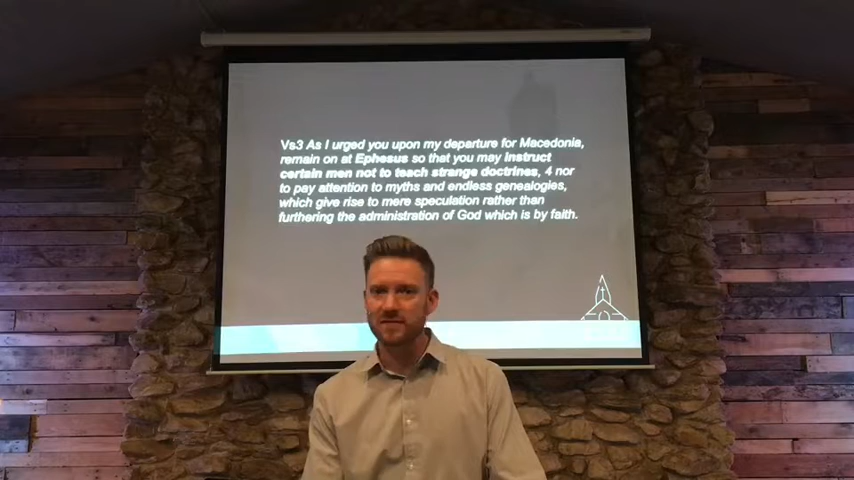 Vs3 As I urged you upon my departure for Macedonia,
remain on at Ephesus so that you may instruct
certain men not to teach strange doctrines, 4 nor
to pay attention to myths and endless genealogies,
which give rise to mere speculation rather than
furthering the administration of God which is by faith.